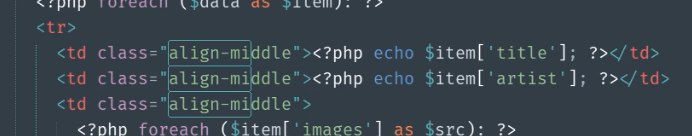 <?php foreach ($data as $item): ?>
<tr>
<td class="align-middle"><?php echo $item['title']; ?></td>
<td class="align-middle"><?php echo $item['artist']; ?></td>
<td class="align-middle">
<?php foreach ($item['images'] as $src): ?>